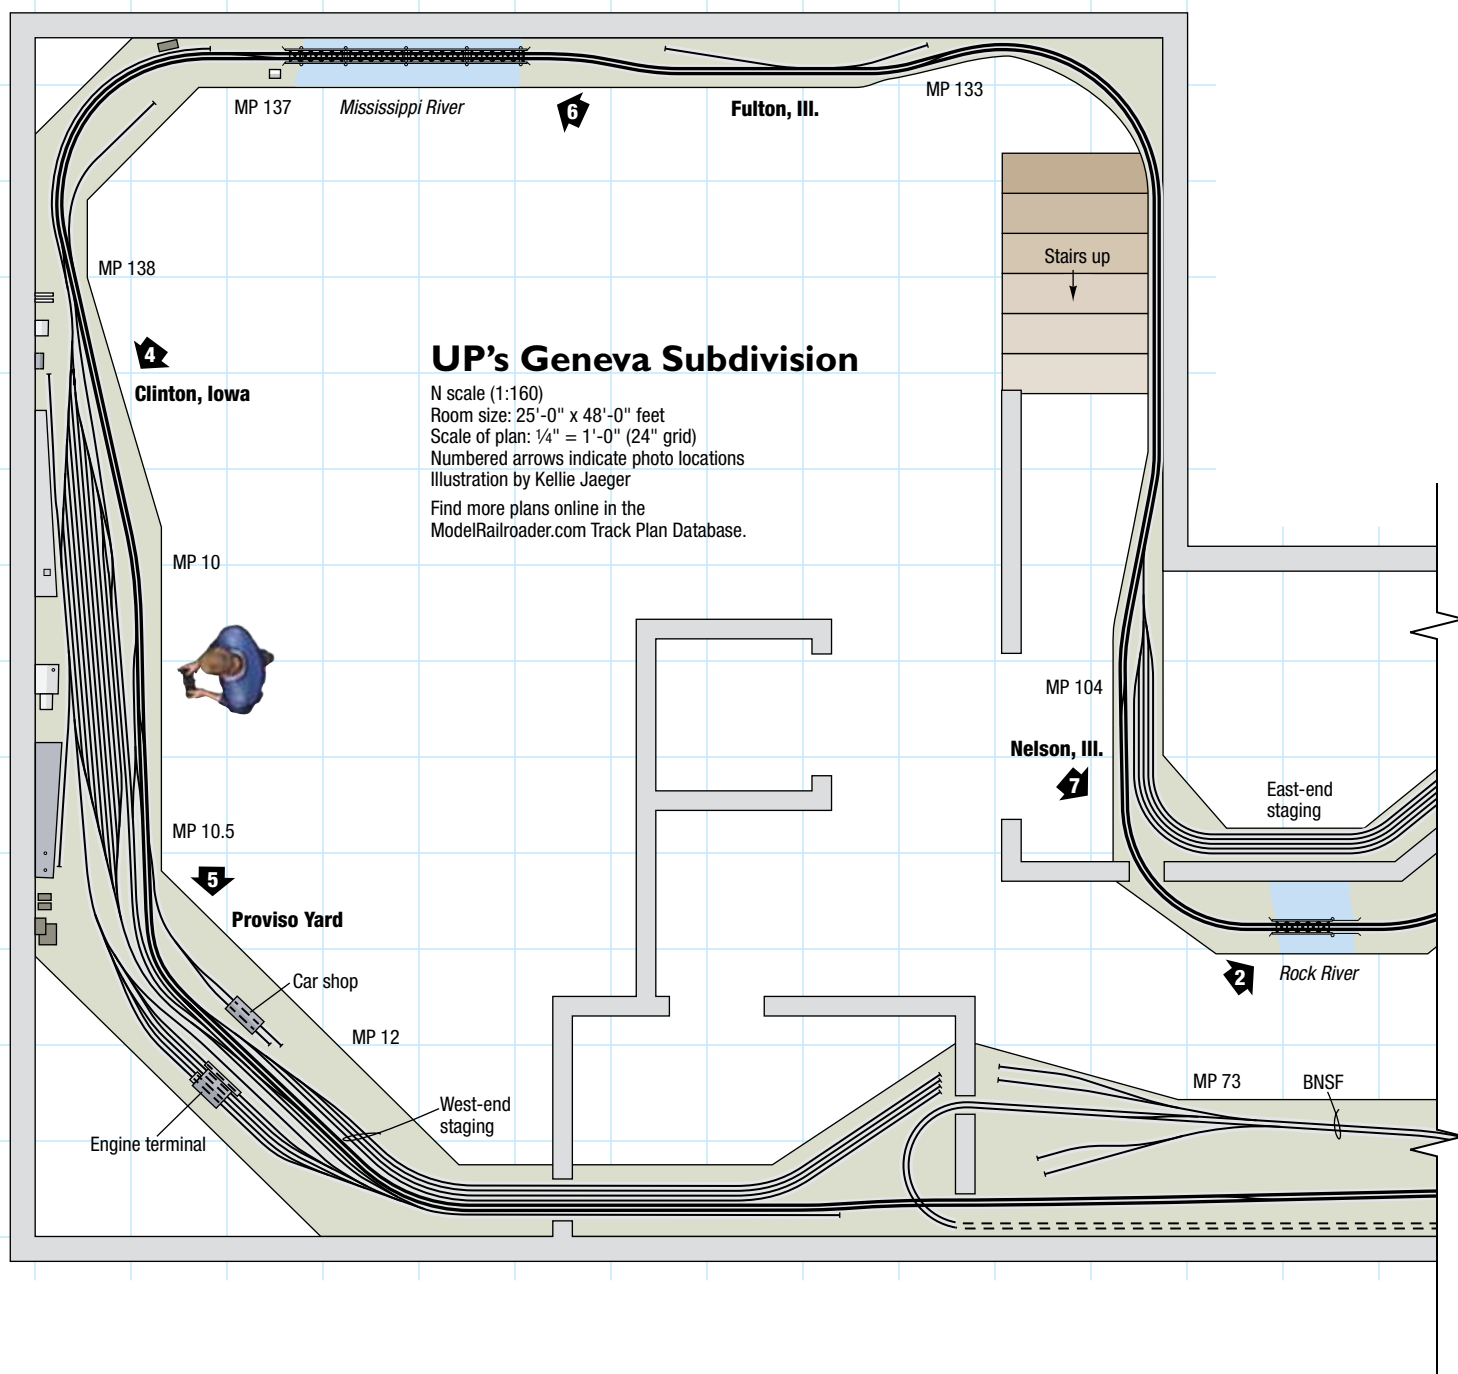 MP 137
Mississippi River
6
Fulton, Ill.
MP 133
MP 138
Stairs up
4
Clinton, Iowa
UP's Geneva Subdivision
N scale (1:160)
Room size: 25'-0" x 48'-0" feet
Scale of plan: ¼" = 1'-0" (24" grid)
Numbered arrows indicate photo locations
Illustration by Kellie Jaeger
Find more plans online in the
ModelRailroader.com Track Plan Database.
MP 10
MP 104
Nelson, Ill.
7
East-end
staging
MP 10.5
5
Proviso Yard
2
Rock River
Car shop
MP 12
MP 73
BNSF
West-end
staging
Engine terminal